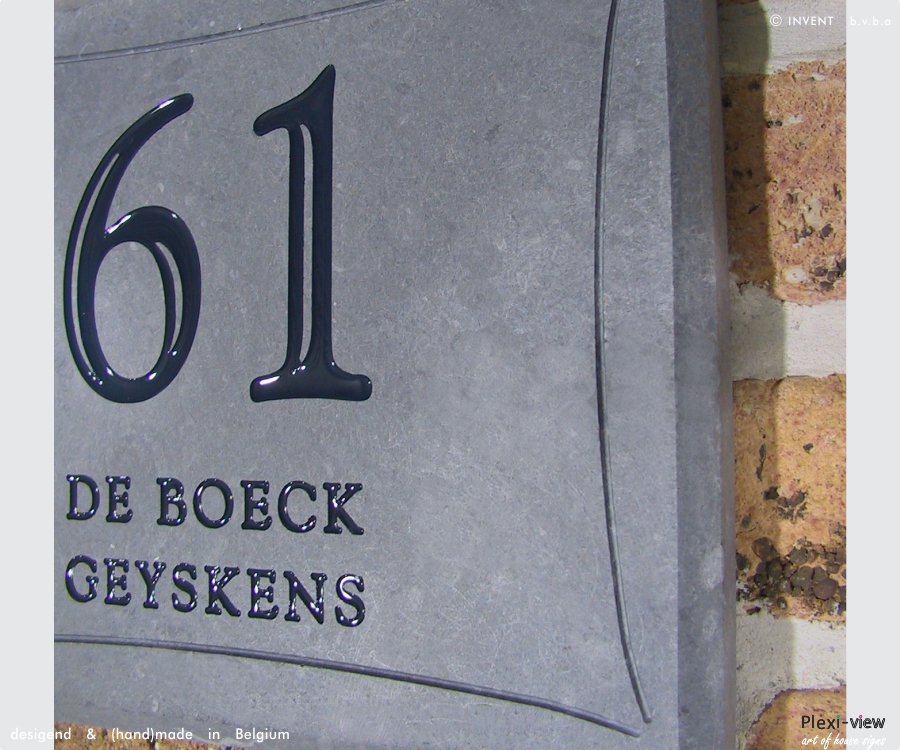 © INVENT b.v.b.a
61
DE BOECK
GEYSKENS
desigend & (hand)made in Belgium
Plexi-view
art of house signs